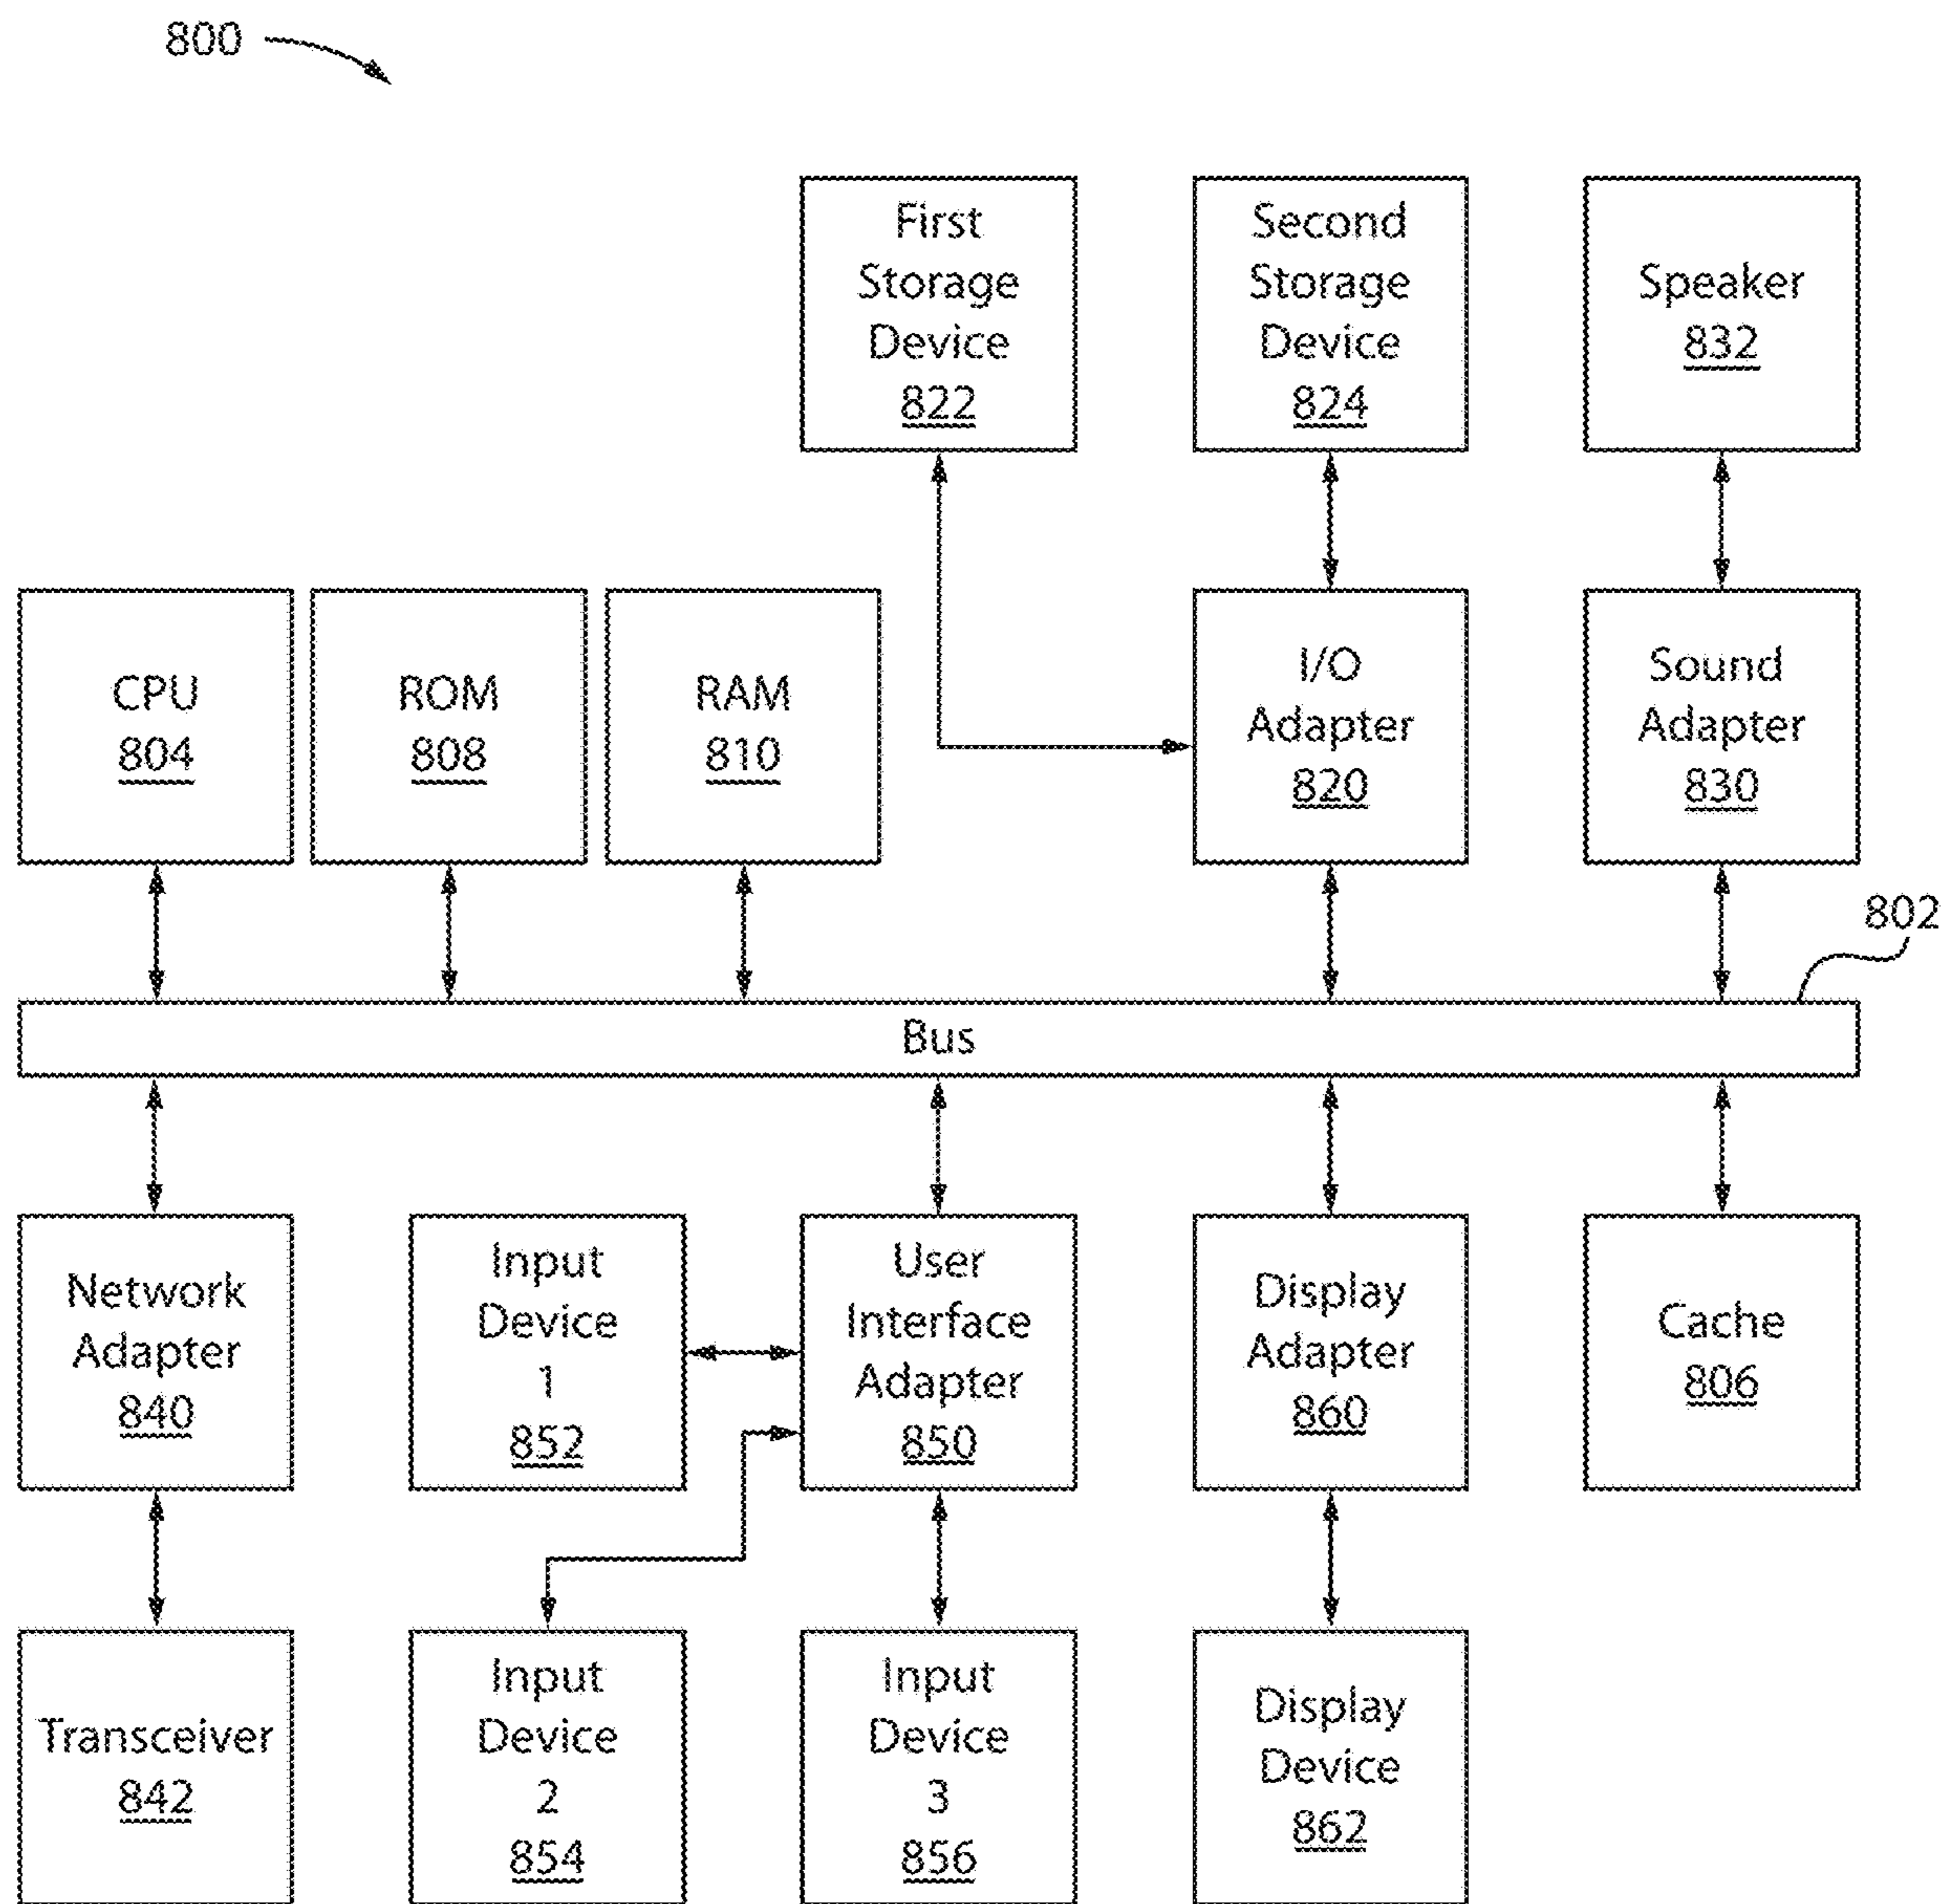 800
First
Storage
Device
822
Second
Storage
Device
824
Speaker
832
CPU
804
ROM
808
RAM
810
I/O
Adapter
820
Sound
Adapter
830
802
Bus
Network
Adapter
840
Input
Device
1
852
User
Interface
Adapter
850
Display
Adapter
860
Cache
806
Transceiver
842
Input
Device
2
854
Input
Device
3
856
Display
Device
862